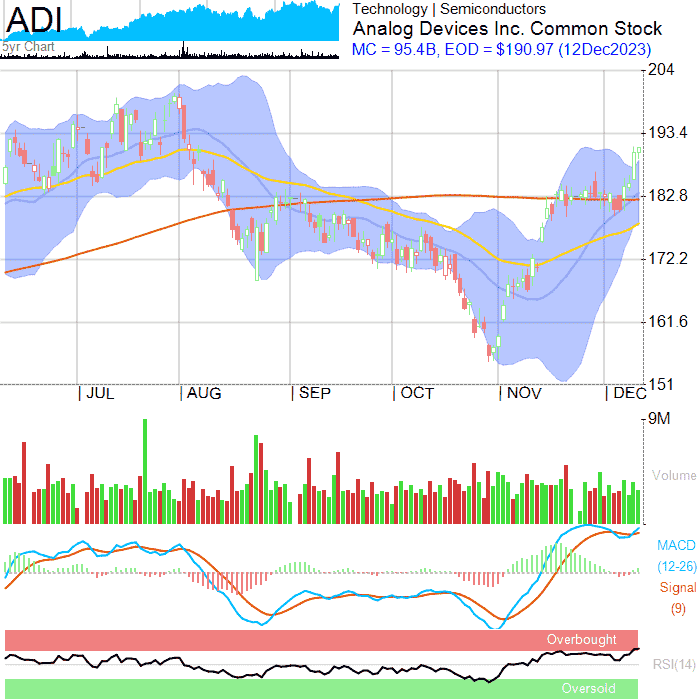 ADI
5yr Chart
Technology | Semiconductors
Analog Devices Inc. Common Stock
MC = 95.4B, EOD = $190.97 (12Dec2023)
204
193.4
182.8
172.2
161.6
151
| JUL | AUG | SEP | OCT | NOV | DEC
9M
Volume
MACD
(12-26)
Signal
(9)
Overbought
RSI(14)
Oversold